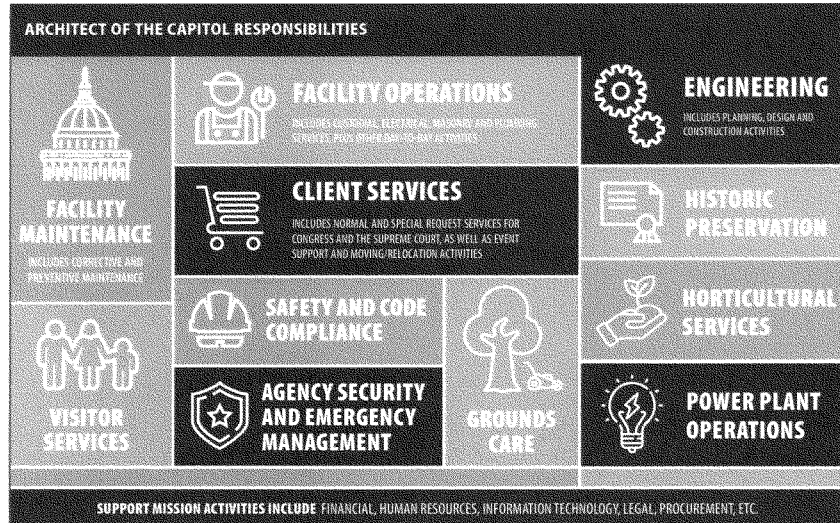 ARCHITECT OF THE CAPITOL RESPONSIBILITIES
FACILITY
MAINTENANCE
INCLUDES CORRECTIVE AND
PREVENTIVE MAINTENANCE
VISITOR
SERVICES
FACILITY OPERATIONS
INCLUDES CUSTODIAL, ELECTRICAL, MASONRY AND PLUMBING
SERVICES, PLUS OTHER DAY-TO-DAY ACTIVITIES
CLIENT SERVICES
INCLUDES NORMAL AND SPECIAL REQUEST SERVICES FOR
CONGRESS AND THE SUPREME COURT, AS WELL AS EVENT
SUPPORT AND MOVING/RELOCATION ACTIVITIES
SAFETY AND CODE
COMPLIANCE
AGENCY SECURITY
AND EMERGENCY
MANAGEMENT
GROUNDS
CARE
ENGINEERING
INCLUDES PLANNING, DESIGN AND
CONSTRUCTION ACTIVITIES
HISTORIC
PRESERVATION
HORTICULTURAL
SERVICES
POWER PLANT
OPERATIONS
SUPPORT MISSION ACTIVITIES INCLUDE FINANCIAL, HUMAN RESOURCES, INFORMATION TECHNOLOGY, LEGAL, PROCUREMENT, ETC.